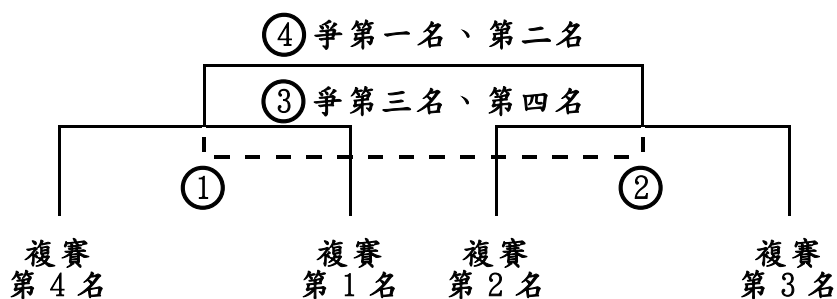 ④爭第一名、第二名
③爭第三名、第四名
① ②
複賽 複賽 複賽 複賽
第4名 第1名 第2名 第3名